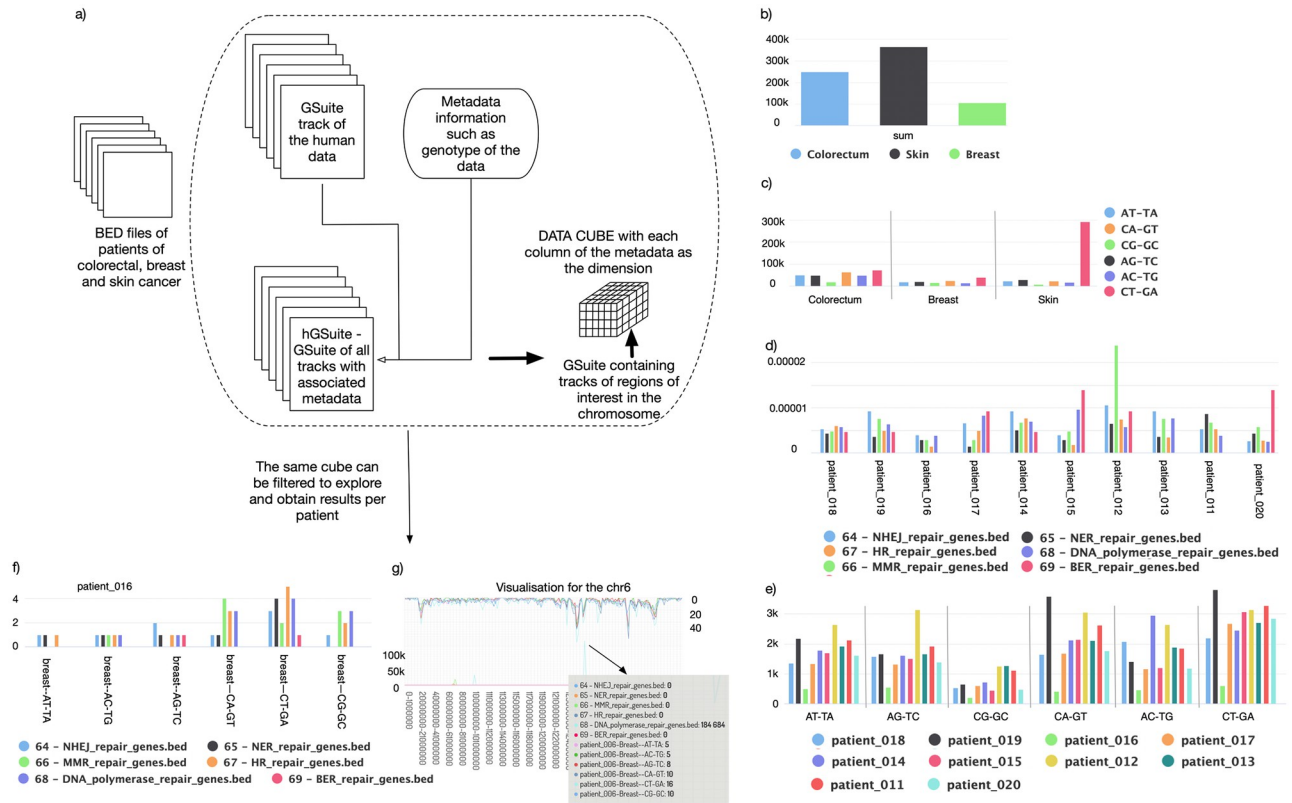 a)
GSuite
track of
the human
data
Metadata
information
such as
genotype of the
data
BED files of
patients of
colorectal, breast
and skin cancer
DATA CUBE with each
column of the metadata as
the dimension
hGSuite -
GSuite of all
tracks with
associated
metadata
GSuite containing
tracks of regions of
interest in the
chromosome
The same cube can
be filtered to explore
and obtain results per
patient
b)
400k
300k
200k
100k
0
sum
Colorectum
Skin
Breast
c)
300k
200k
100k
0
Colorectum
Breast
Skin
AT-TA
CA-GT
CG-GC
AG-TC
AC-TG
CT-GA
d)
0.00002
0.00001
0
patient_018
patient_019
patient_016
patient_017
patient_014
patient_015
patient_012
patient_013
patient_011
patient_020
64 - NHEJ_repair_genes.bed
65 - NER_repair_genes.bed
67 - HR_repair_genes.bed
68 - DNA_polymerase_repair_genes.bed
66 - MMR_repair_genes.bed
69 - BER_repair_genes.bed
e)
3k
2k
1k
0
AT-TA
AG-TC
CG-GC
CA-GT
AC-TG
CT-GA
patient_018
patient_019
patient_016
patient_017
patient_014
patient_015
patient_012
patient_013
patient_011
patient_020
f)
patient_016
4
2
0
breast--AT-TA
breast--AC-TG
breast--AG-TC
breast--CA-GT
breast--CT-GA
breast--CG-GC
64 - NHEJ_repair_genes.bed
65 - NER_repair_genes.bed
66 - MMR_repair_genes.bed
67 - HR_repair_genes.bed
68 - DNA_polymerase_repair_genes.bed
69 - BER_repair_genes.bed
g)
Visualisation for the chr6
0
20
40
100k
50k
0
0-10000000
64 - NHEJ_repair_genes.bed: 0
65 - NER_repair_genes.bed: 0
66 - MMR_repair_genes.bed: 0
67 - HR_repair_genes.bed: 0
68 - DNA_polymerase_repair_genes.bed: 184 684
69 - BER_repair_genes.bed: 0
patient_006-Breast--AT-TA: 5
patient_006-Breast--AC-TG: 5
patient_006-Breast--AG-TC: 8
patient_006-Breast--CA-GT: 10
patient_006-Breast--CT-GA: 16
patient_006-Breast--CG-GC: 10